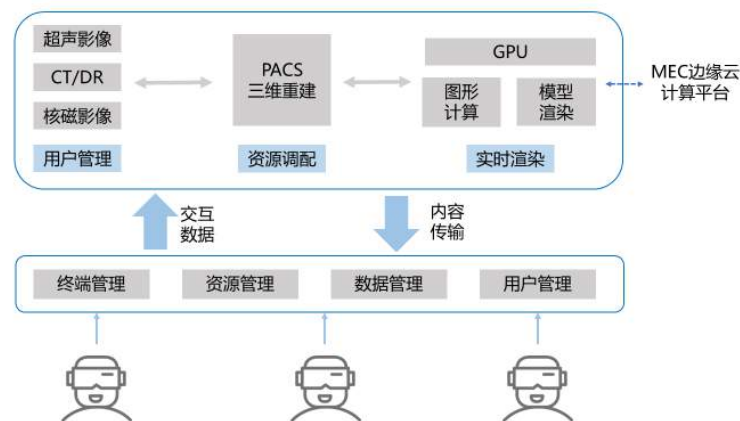 超声影像
CT/DR
核磁影像
用户管理
PACS
三维重建
资源调配
GPU
图形
计算
模型
渲染
实时渲染
MEC边缘云
计算平台
交互
数据
内容
传输
终端管理
资源管理
数据管理
用户管理